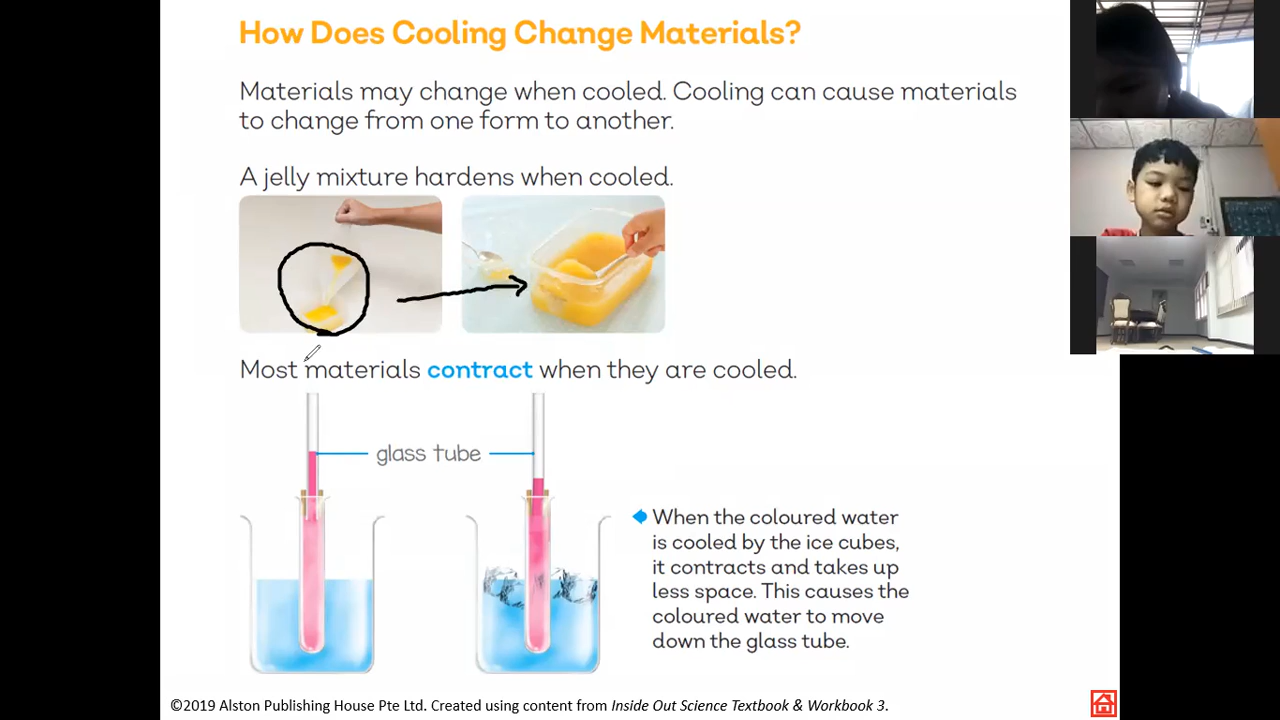 How Does Cooling Change Materials?
Materials may change when cooled. Cooling can cause materials
to change from one form to another.
A jelly mixture hardens when cooled.
Most materials contract when they are cooled.
glass tube
When the coloured water
is cooled by the ice cubes,
it contracts and takes up
less space. This causes the
coloured water to move
down the glass tube.
©2019 Alston Publishing House Pte Ltd. Created using content from Inside Out Science Textbook & Workbook 3.